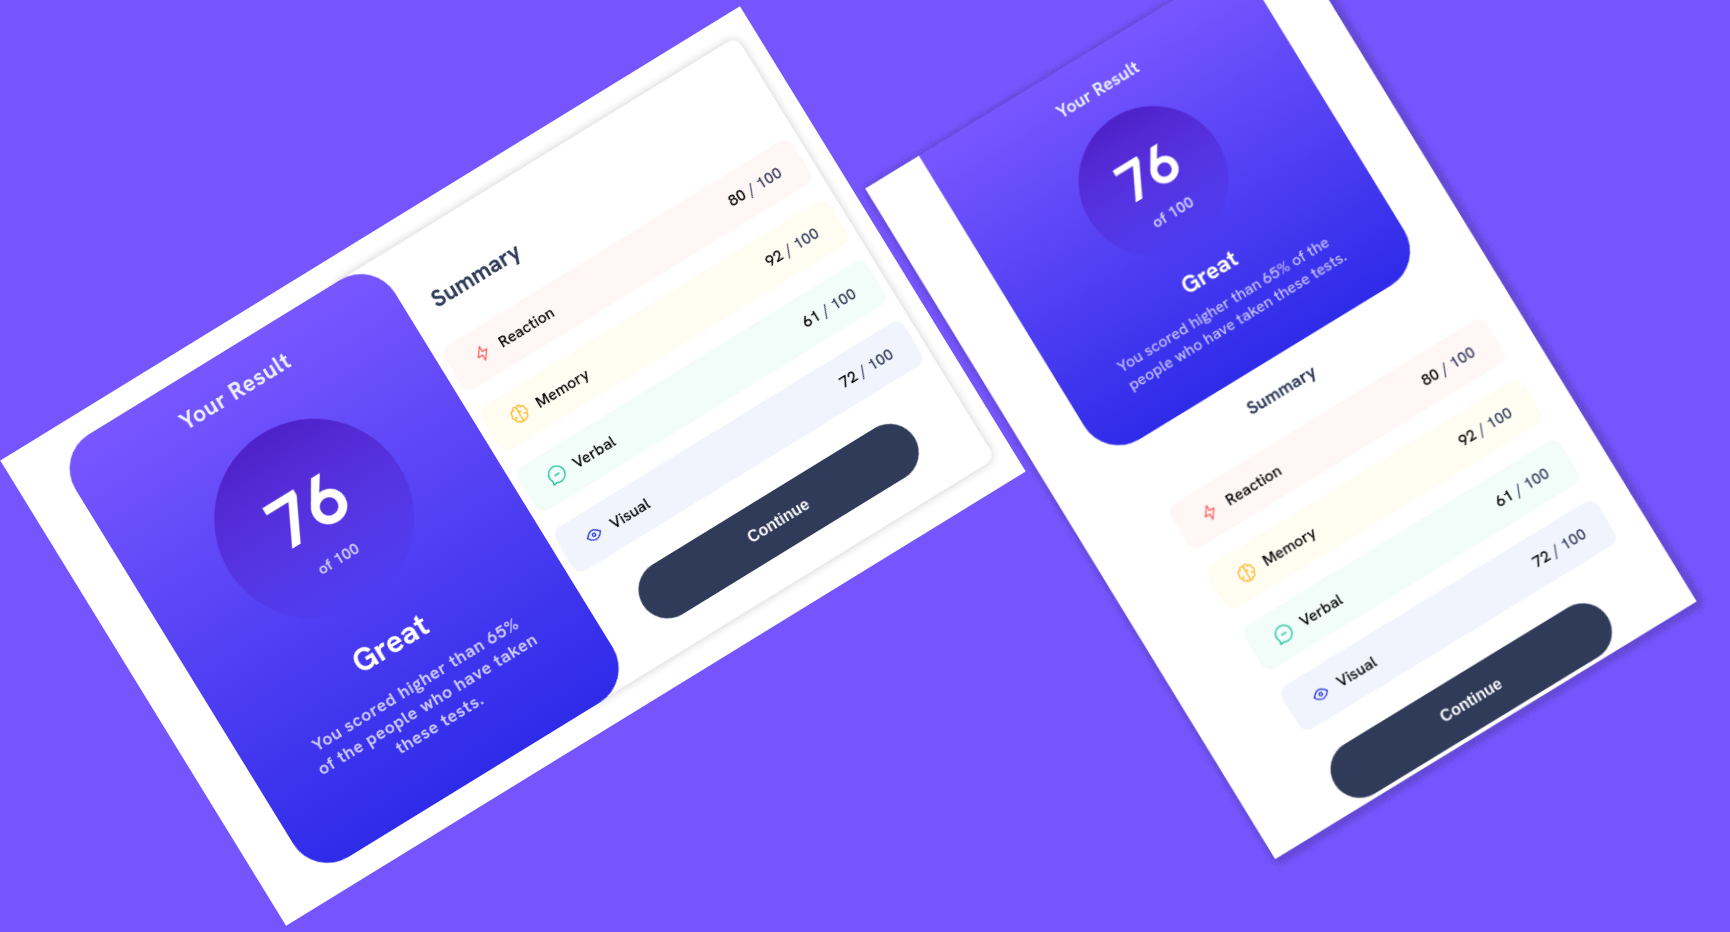 Your Result
76
of 100
Great
You scored higher than 65%
of the people who have taken
these tests.
Summary
Reaction 80 / 100
Memory 92 / 100
Verbal 61 / 100
Visual 72 / 100
Continue
Your Result
76
of 100
Great
You scored higher than 65% of the
people who have taken these tests.
Summary
Reaction 80 / 100
Memory 92 / 100
Verbal 61 / 100
Visual 72 / 100
Continue